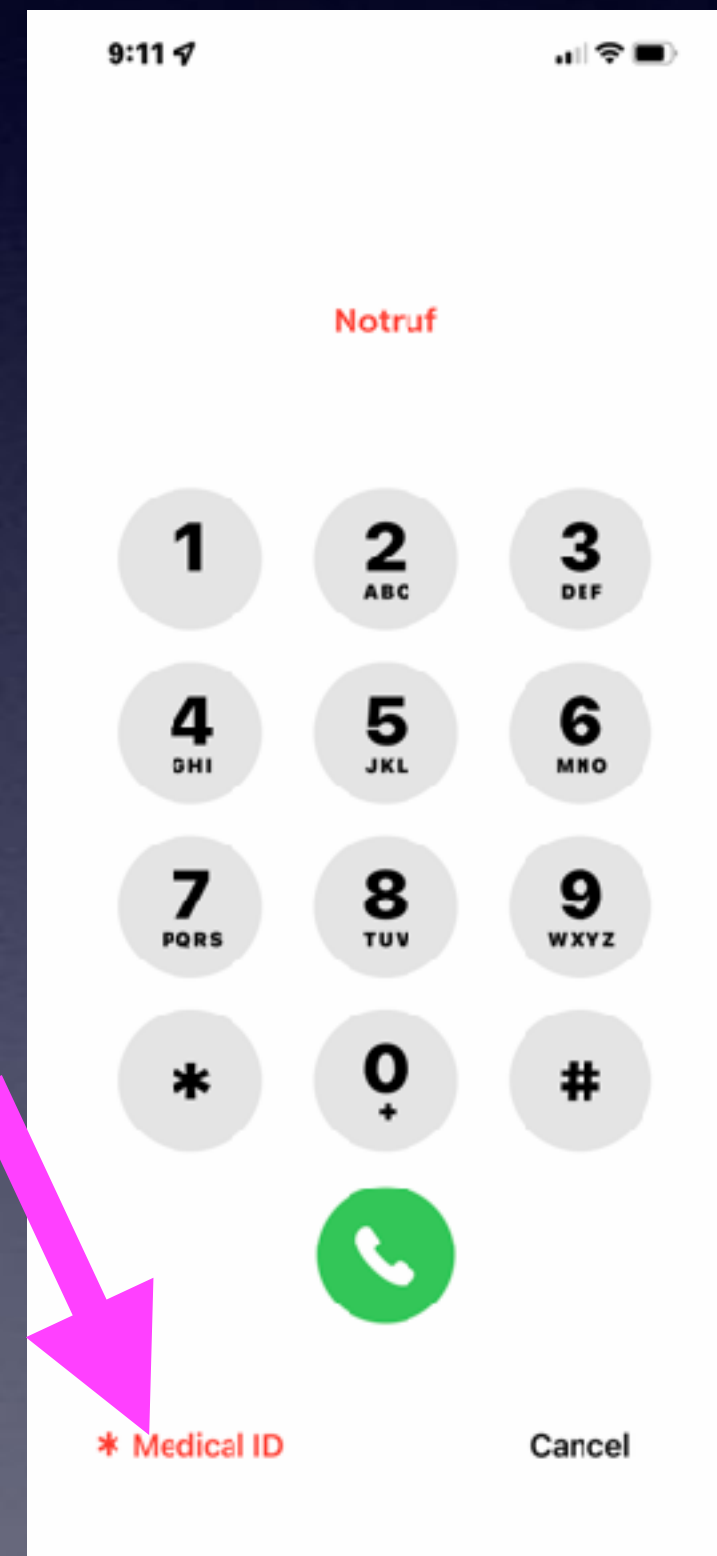 9:11
Notruf
1 2 3
ABC DEF
4 5 6
GHI JKL MNO
7 8 9
PQRS TUV WXYZ
* 0 #
+
* Medical ID Cancel